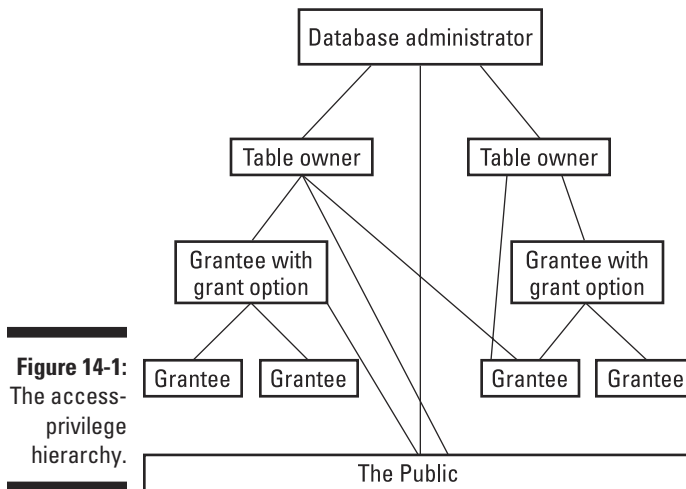 Database administrator
Table owner
Table owner
Grantee with
grant option
Grantee with
grant option
Figure 14-1:
The access-
privilege
hierarchy.
Grantee
Grantee
Grantee
Grantee
The Public